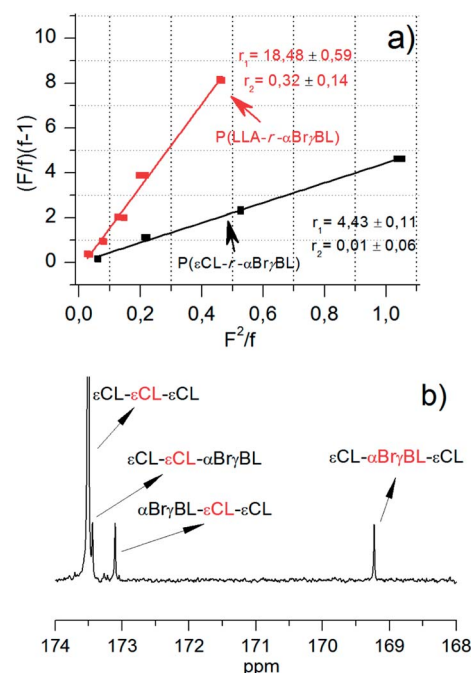 a)
11
8
6
4
2
0
(F/f)(f-1)
r₁= 18,48 ± 0,59
r₂= 0,32 ± 0,14
P(LLA-r-αBrγBL)
r₁= 4,43 ± 0,11
r₂= 0,01 ± 0,06
P(εCL-r-αBrγBL)
0,0 0,2 0,4 0,6 0,8 1,0
F²/f
b)
εCL-εCL-εCL
εCL-εCL-αBrγBL
εCL-αBrγBL-εCL
αBrγBL-εCL-εCL
174 173 172 171 170 169 168
ppm